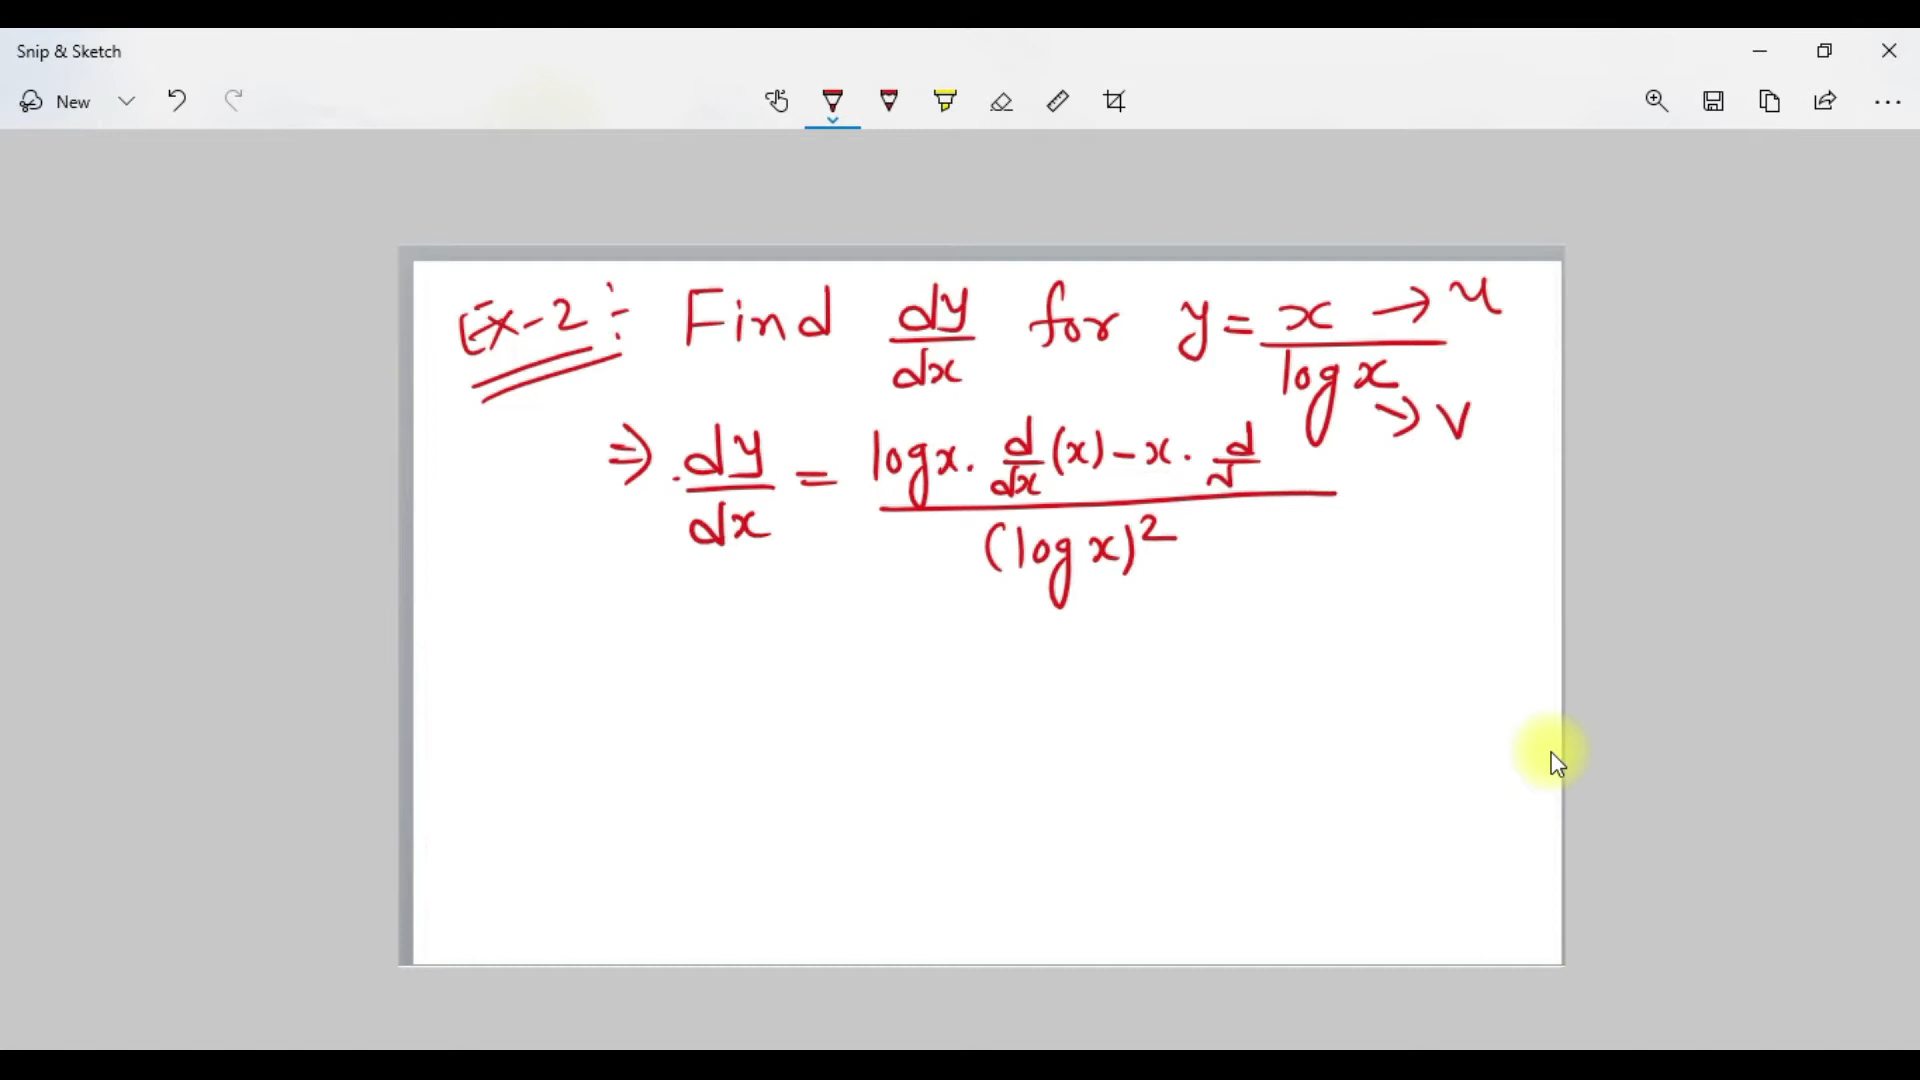 Snip & Sketch
New
Ex-2 :- Find dy/dx for y = x/log x
→ u
→ v
⇒ dy/dx = (log x · d/dx (x) - x · d/d)/(log x)²